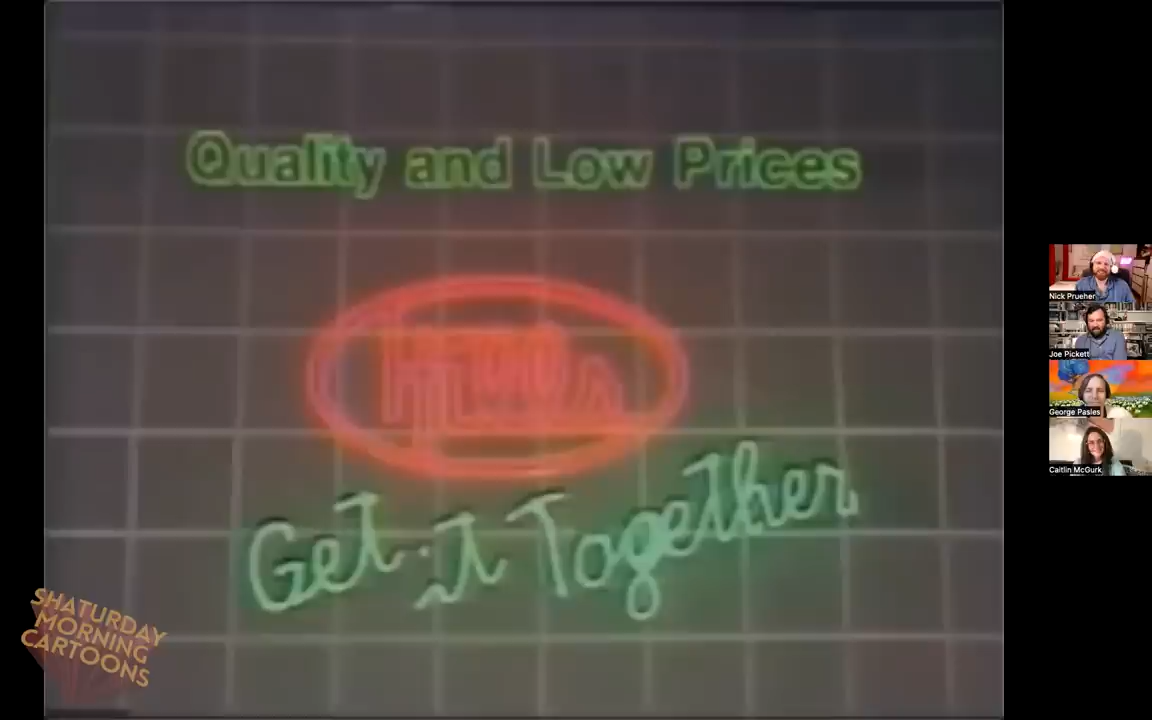 Quality and Low Prices
Get it Together
SHATURDAY
MORNING
CARTOONS
Nick Prueher
Joe Pickett
George Pasles
Caitlin McGurk